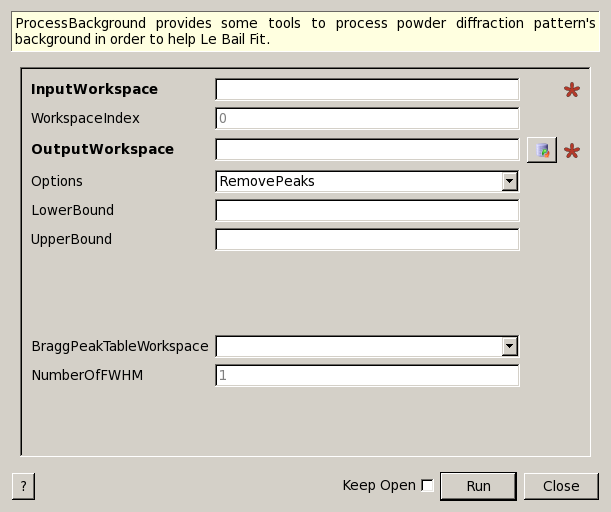 ProcessBackground provides some tools to process powder diffraction pattern's
background in order to help Le Bail Fit.
InputWorkspace
WorkspaceIndex 0
OutputWorkspace
Options RemovePeaks
LowerBound
UpperBound
BraggPeakTableWorkspace
NumberOfFWHM 1
? Keep Open Run Close